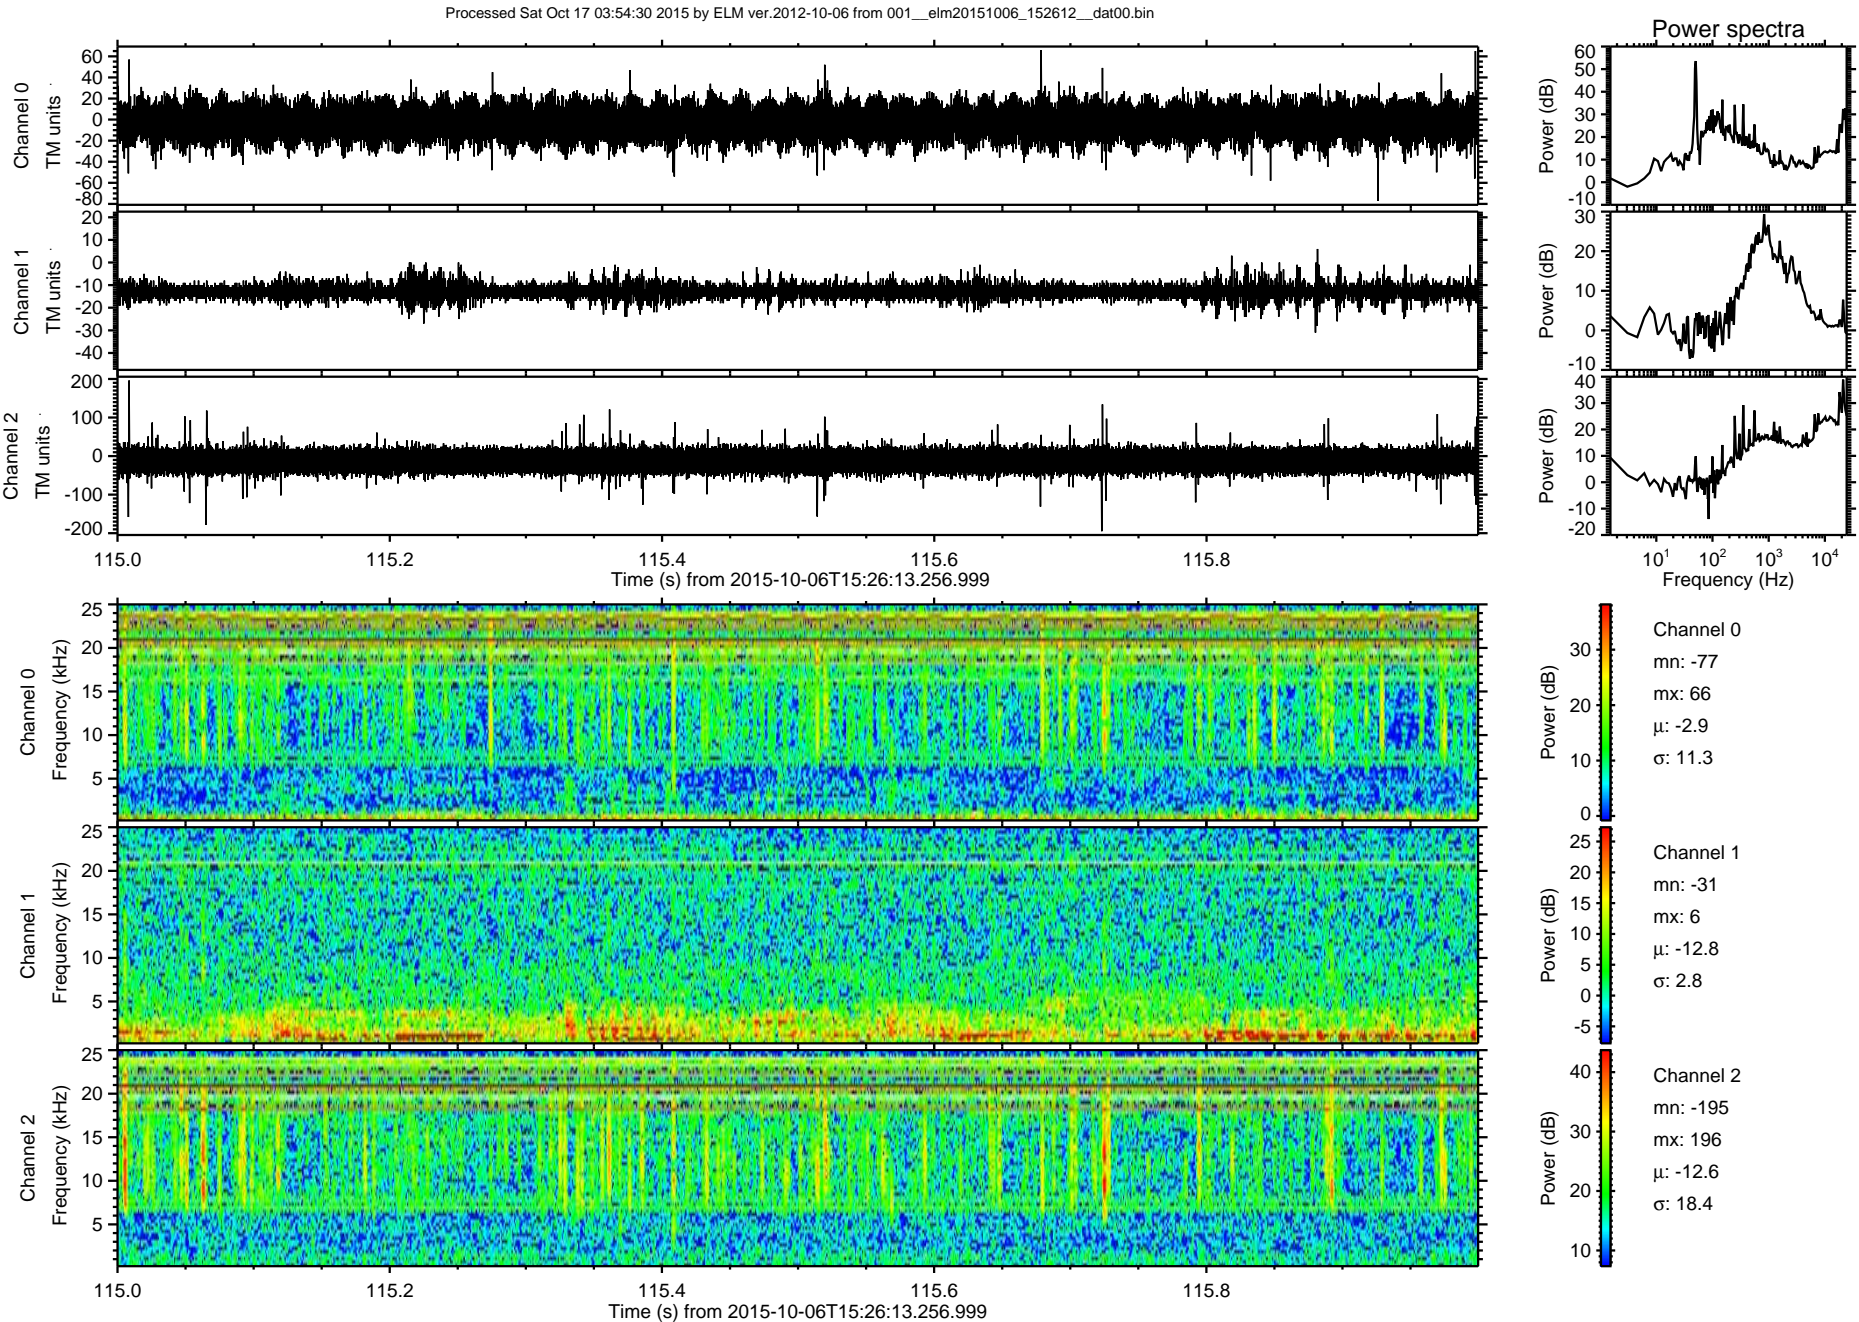 Processed Sat Oct 17 03:54:30 2015 by ELM ver.2012-10-06 from 001__elm20151006_152612__dat00.bin
Power spectra
Channel 0
TM units
60
40
20
0
-20
-40
-60
-80
Power (dB)
60
50
40
30
20
10
0
-10
Channel 1
TM units
20
10
0
-10
-20
-30
-40
Power (dB)
30
20
10
0
-10
Channel 2
TM units
200
100
0
-100
-200
Power (dB)
40
30
20
10
0
-10
-20
115.0 115.2 115.4 115.6 115.8
Time (s) from 2015-10-06T15:26:13.256.999
10¹ 10² 10³ 10⁴
Frequency (Hz)
Channel 0
Frequency (kHz)
25
20
15
10
5
Power (dB)
30
20
10
0
Channel 0
mn: -77
mx: 66
μ: -2.9
σ: 11.3
Channel 1
Frequency (kHz)
25
20
15
10
5
Power (dB)
25
20
15
10
5
0
-5
Channel 1
mn: -31
mx: 6
μ: -12.8
σ: 2.8
Channel 2
Frequency (kHz)
25
20
15
10
5
Power (dB)
40
30
20
10
Channel 2
mn: -195
mx: 196
μ: -12.6
σ: 18.4
115.0 115.2 115.4 115.6 115.8
Time (s) from 2015-10-06T15:26:13.256.999